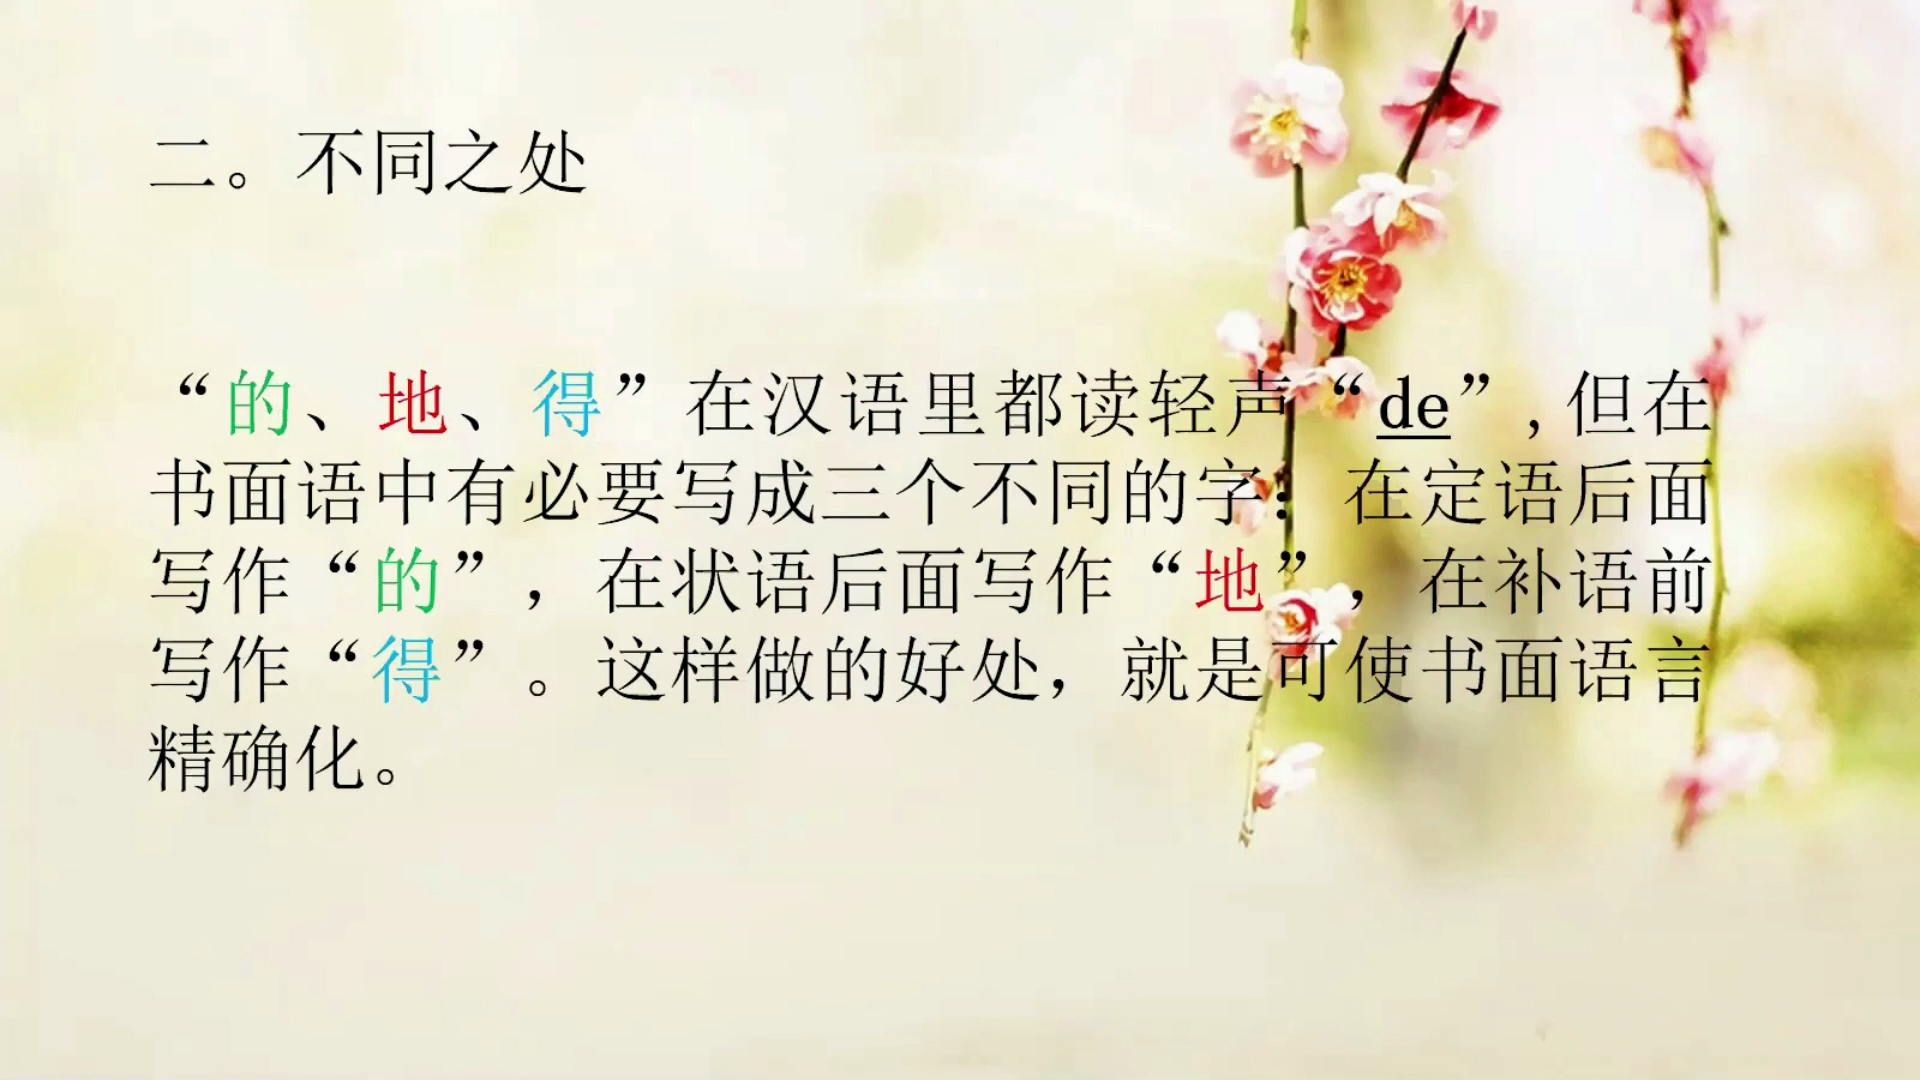 二。不同之处
“的、地、得”在汉语里都读轻声“de”,但在
书面语中有必要写成三个不同的字：在定语后面
写作“的”，在状语后面写作“地”，在补语前
写作“得”。这样做的好处，就是可使书面语言
精确化。